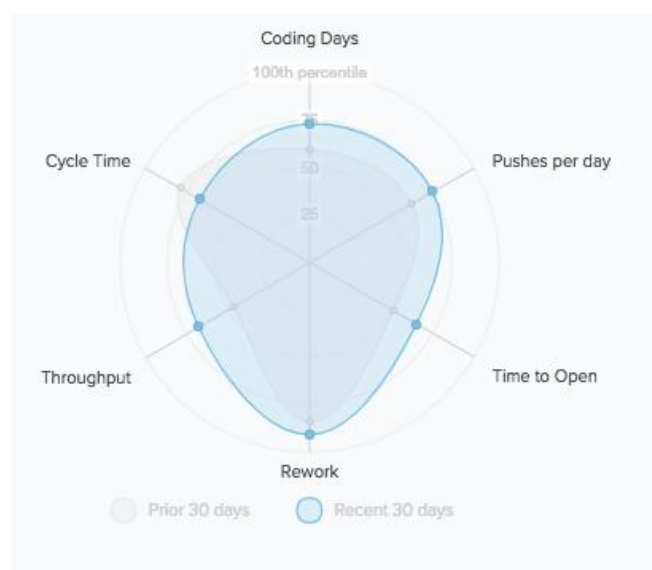 Coding Days
100th percentile
75
Cycle Time
Pushes per day
50
25
Throughput
Time to Open
Rework
Prior 30 days
Recent 30 days